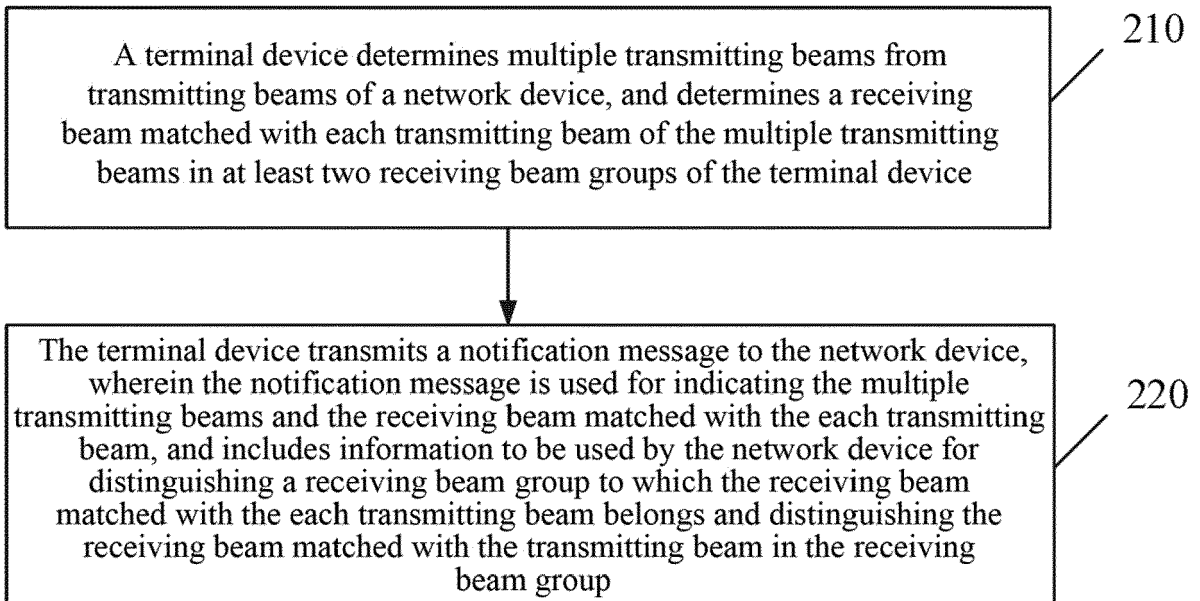 A terminal device determines multiple transmitting beams from
transmitting beams of a network device, and determines a receiving
beam matched with each transmitting beam of the multiple transmitting
beams in at least two receiving beam groups of the terminal device
210
The terminal device transmits a notification message to the network device,
wherein the notification message is used for indicating the multiple
transmitting beams and the receiving beam matched with the each transmitting
beam, and includes information to be used by the network device for
distinguishing a receiving beam group to which the receiving beam
matched with the each transmitting beam belongs and distinguishing the
receiving beam matched with the transmitting beam in the receiving
beam group
220